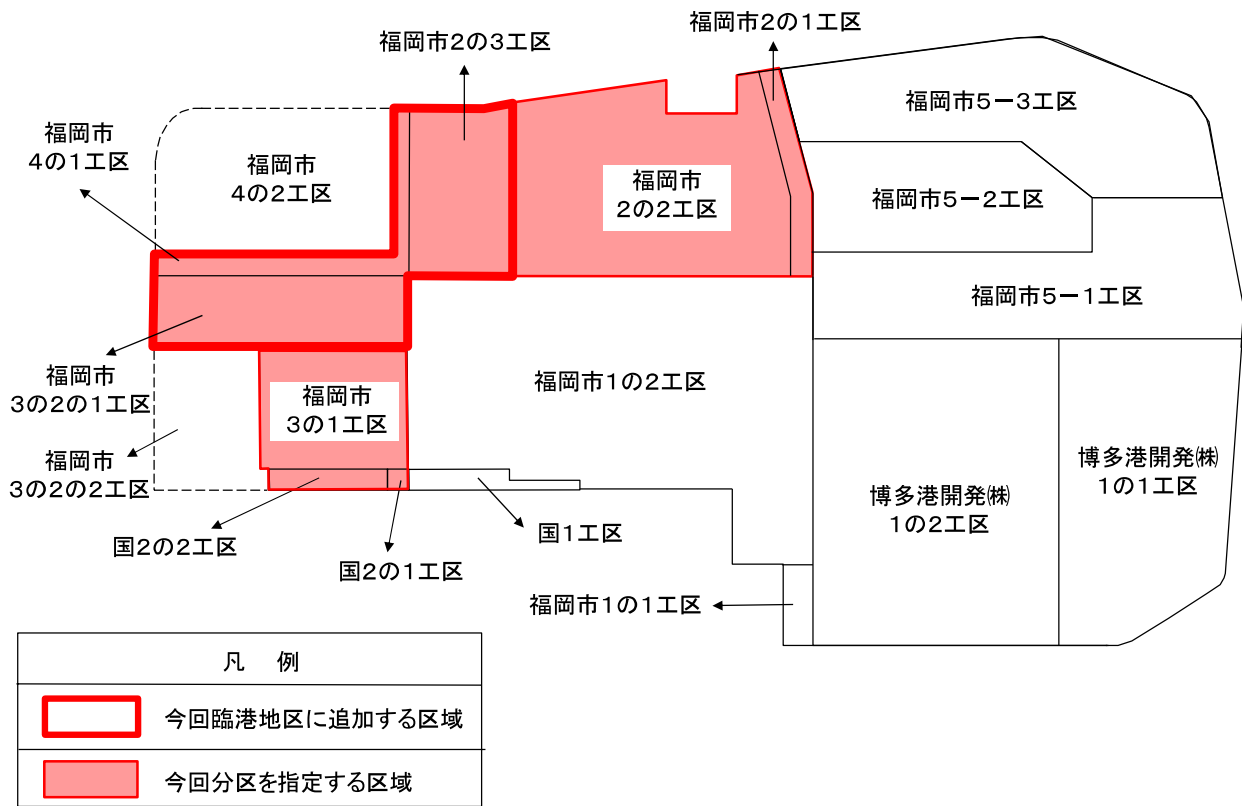 福岡市2の1工区
福岡市2の3工区
福岡市5－3工区
福岡市
4の1工区
福岡市
4の2工区
福岡市
2の2工区
福岡市5－2工区
福岡市5－1工区
福岡市
3の2の1工区
福岡市
3の1工区
福岡市1の2工区
福岡市
3の2の2工区
博多港開発㈱
1の1工区
博多港開発㈱
1の2工区
国2の2工区
国2の1工区
国1工区
福岡市1の1工区
凡　例
今回臨港地区に追加する区域
今回分区を指定する区域